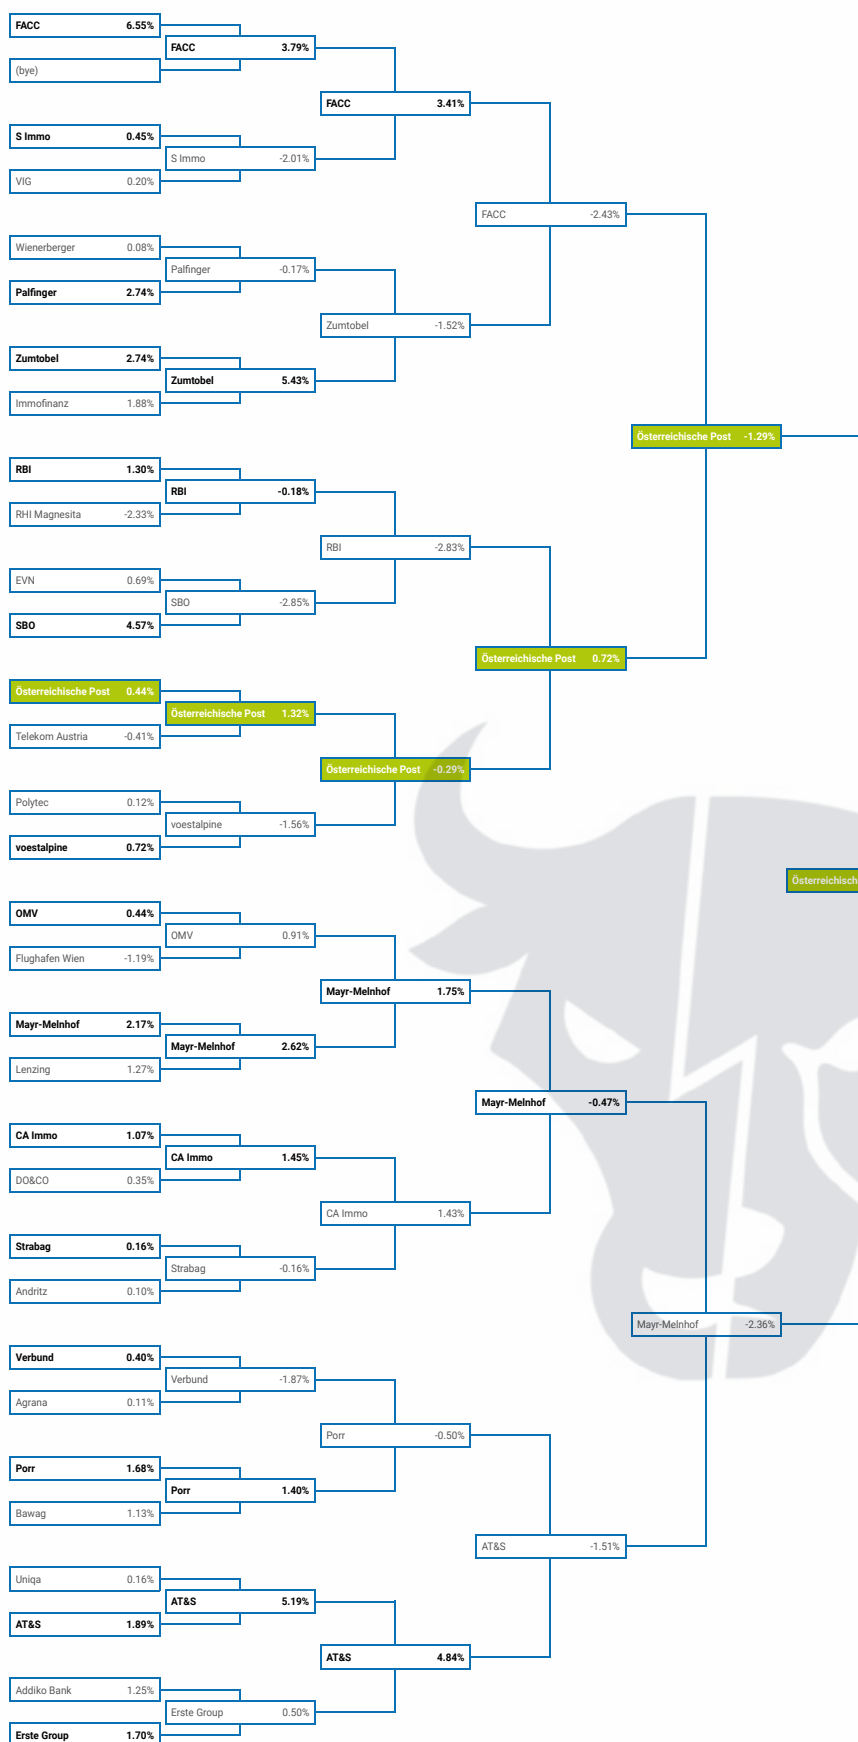 FACC 6.55%
FACC 3.79%
(bye)
FACC 3.41%
S Immo 0.45%
S Immo -2.01%
VIG 0.20%
FACC -2.43%
Wienerberger 0.08%
Palfinger -0.17%
Palfinger 2.74%
Zumtobel -1.52%
Zumtobel 2.74%
Zumtobel 5.43%
Immofinanz 1.88%
Österreichische Post -1.29%
RBI 1.30%
RBI -0.18%
RHI Magnesita -2.33%
RBI -2.83%
EVN 0.69%
SBO -2.85%
SBO 4.57%
Österreichische Post 0.72%
Österreichische Post 0.44%
Österreichische Post 1.32%
Telekom Austria -0.41%
Österreichische Post -0.29%
Polytec 0.12%
voestalpine -1.56%
voestalpine 0.72%
Österreichisch
OMV 0.44%
OMV 0.91%
Flughafen Wien -1.19%
Mayr-Melnhof 1.75%
Mayr-Melnhof 2.17%
Mayr-Melnhof 2.62%
Lenzing 1.27%
Mayr-Melnhof -0.47%
CA Immo 1.07%
CA Immo 1.45%
DO&CO 0.35%
CA Immo 1.43%
Strabag 0.16%
Strabag -0.16%
Andritz 0.10%
Mayr-Melnhof -2.36%
Verbund 0.40%
Verbund -1.87%
Agrana 0.11%
Porr -0.50%
Porr 1.68%
Porr 1.40%
Bawag 1.13%
AT&S -1.51%
Uniqa 0.16%
AT&S 5.19%
AT&S 1.89%
AT&S 4.84%
Addiko Bank 1.25%
Erste Group 0.50%
Erste Group 1.70%